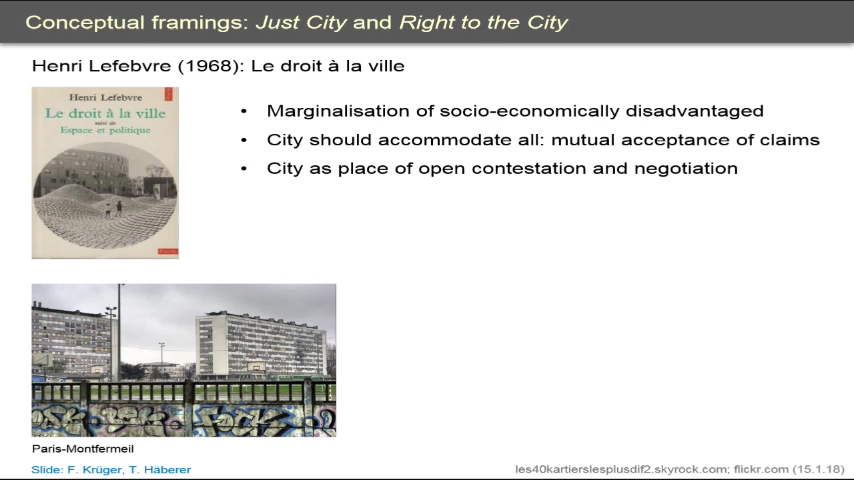 Conceptual framings: Just City and Right to the City
Henri Lefebvre (1968): Le droit à la ville
Henri Lefebvre
Le droit à la ville
suivi de
Espace et politique
• Marginalisation of socio-economically disadvantaged
• City should accommodate all: mutual acceptance of claims
• City as place of open contestation and negotiation
Paris-Montfermeil
Slide: F. Krüger, T. Häberer
les40kartierslesplusdif2.skyrock.com; flickr.com (15.1.18)